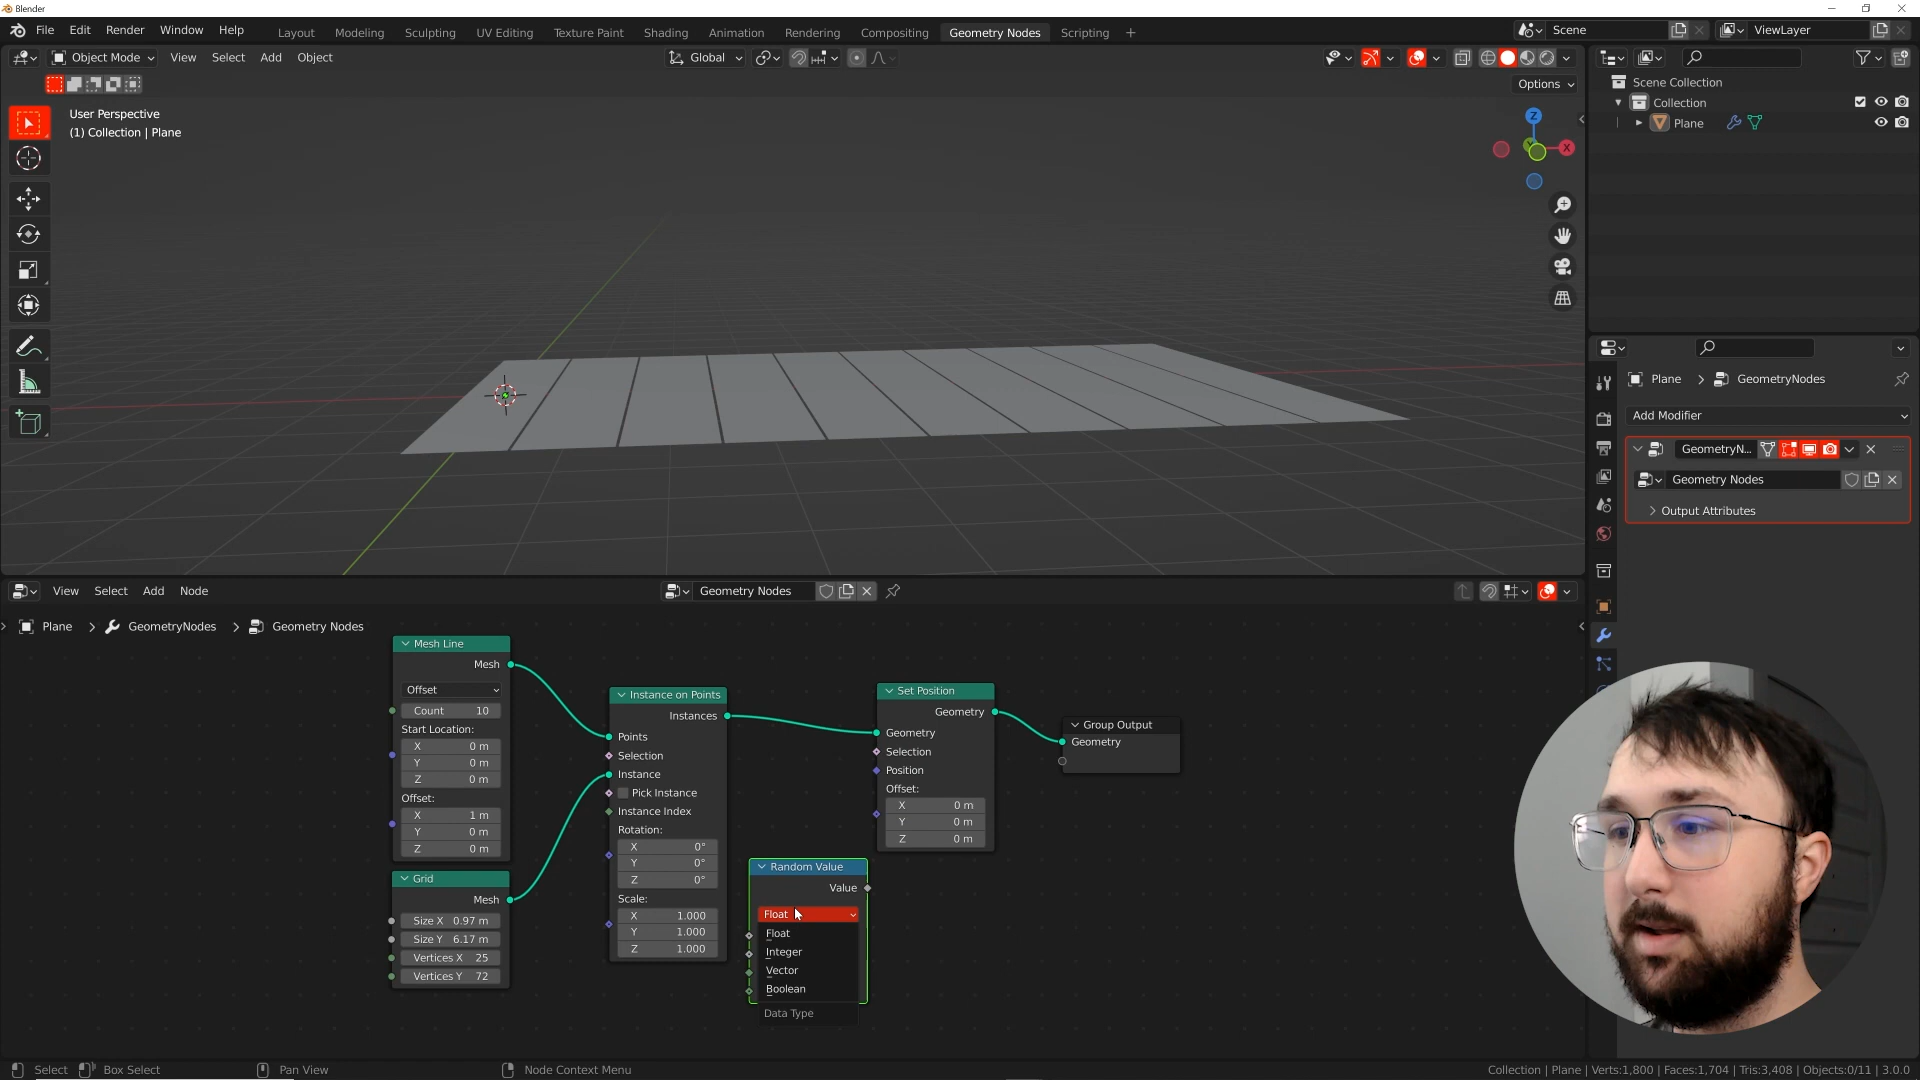 Blender
File Edit Render Window Help
Layout Modeling Sculpting UV Editing Texture Paint Shading Animation Rendering Compositing Geometry Nodes Scripting +
Scene
ViewLayer
Object Mode View Select Add Object
Global
Options
User Perspective
(1) Collection | Plane
Z
X
Scene Collection
Collection
Plane
Plane > GeometryNodes
Add Modifier
GeometryN...
Geometry Nodes
Output Attributes
View Select Add Node
Geometry Nodes
Plane > GeometryNodes > Geometry Nodes
Mesh Line
Mesh
Offset
Count 10
Start Location:
X 0 m
Y 0 m
Z 0 m
Offset:
X 1 m
Y 0 m
Z 0 m
Grid
Mesh
Size X 0.97 m
Size Y 6.17 m
Vertices X 25
Vertices Y 72
Instance on Points
Instances
Points
Selection
Instance
Pick Instance
Instance Index
Rotation:
X 0°
Y 0°
Z 0°
Scale:
X 1.000
Y 1.000
Z 1.000
Random Value
Value
Float
Float
Integer
Vector
Boolean
Data Type
Set Position
Geometry
Geometry
Selection
Position
Offset:
X 0 m
Y 0 m
Z 0 m
Group Output
Geometry
Select Box Select Pan View Node Context Menu
Collection | Plane | Verts:1,800 | Faces:1,704 | Tris:3,408 | Objects:0/11 | 3.0.0